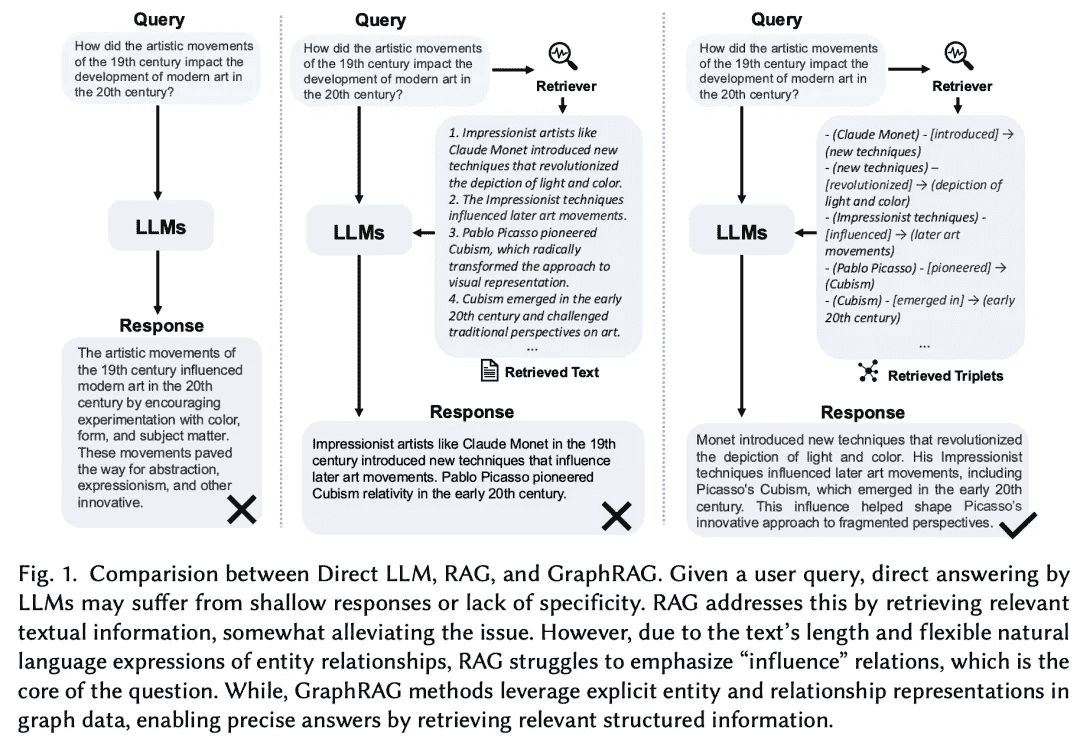 Query
How did the artistic movements
of the 19th century impact the
development of modern art in
the 20th century?
LLMs
Response
The artistic movements of
the 19th century influenced
modern art in the 20th
century by encouraging
experimentation with color,
form, and subject matter.
These movements paved
the way for abstraction,
expressionism, and other
innovative.
Query
How did the artistic movements
of the 19th century impact the
development of modern art in
the 20th century?
Retriever
1. Impressionist artists like
Claude Monet introduced new
techniques that revolutionized
the depiction of light and color.
2. The Impressionist techniques
influenced later art movements.
3. Pablo Picasso pioneered
Cubism, which radically
transformed the approach to
visual representation.
4. Cubism emerged in the early
20th century and challenged
traditional perspectives on art.
...
Retrieved Text
LLMs
Response
Impressionist artists like Claude Monet in the 19th
century introduced new techniques that influence
later art movements. Pablo Picasso pioneered
Cubism relativity in the early 20th century.
Query
How did the artistic movements
of the 19th century impact the
development of modern art in
the 20th century?
Retriever
- (Claude Monet) - [introduced] →
(new techniques)
- (new techniques) –
[revolutionized] → (depiction of
light and color)
- (Impressionist techniques) -
[influenced] → (later art
movements)
- (Pablo Picasso) - [pioneered] →
(Cubism)
- (Cubism) - [emerged in] → (early
20th century)
...
Retrieved Triplets
LLMs
Response
Monet introduced new techniques that revolutionized
the depiction of light and color. His Impressionist
techniques influenced later art movements, including
Picasso's Cubism, which emerged in the early 20th
century. This influence helped shape Picasso's
innovative approach to fragmented perspectives.
Fig. 1. Comparision between Direct LLM, RAG, and GraphRAG. Given a user query, direct answering by
LLMs may suffer from shallow responses or lack of specificity. RAG addresses this by retrieving relevant
textual information, somewhat alleviating the issue. However, due to the text's length and flexible natural
language expressions of entity relationships, RAG struggles to emphasize “influence” relations, which is the
core of the question. While, GraphRAG methods leverage explicit entity and relationship representations in
graph data, enabling precise answers by retrieving relevant structured information.